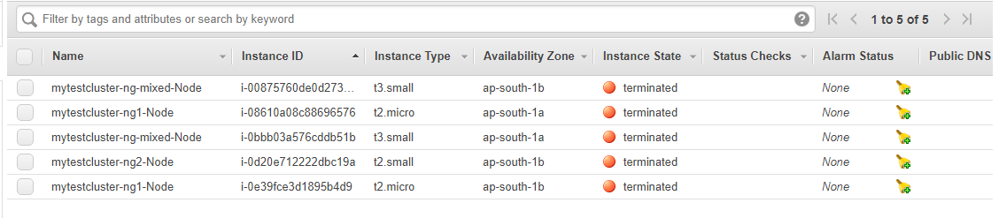 Filter by tags and attributes or search by keyword ? 1 to 5 of 5
Name Instance ID Instance Type Availability Zone Instance State Status Checks Alarm Status Public DNS
mytestcluster-ng-mixed-Node i-00875760de0d273... t3.small ap-south-1b terminated None
mytestcluster-ng1-Node i-08610a08c88696576 t2.micro ap-south-1a terminated None
mytestcluster-ng-mixed-Node i-0bbb03a576cddb51b t3.small ap-south-1a terminated None
mytestcluster-ng2-Node i-0d20e712222dbc19a t2.small ap-south-1b terminated None
mytestcluster-ng1-Node i-0e39fce3d1895b4d9 t2.micro ap-south-1b terminated None